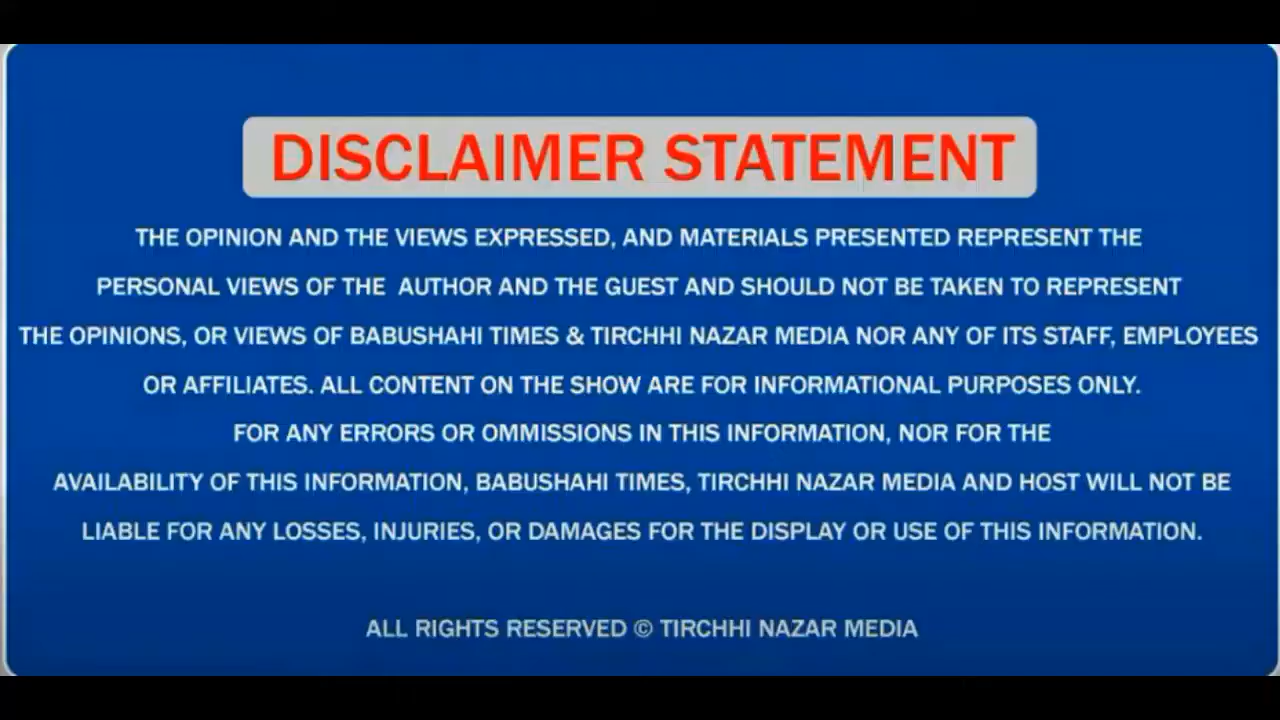 DISCLAIMER STATEMENT
THE OPINION AND THE VIEWS EXPRESSED, AND MATERIALS PRESENTED REPRESENT THE
PERSONAL VIEWS OF THE AUTHOR AND THE GUEST AND SHOULD NOT BE TAKEN TO REPRESENT
THE OPINIONS, OR VIEWS OF BABUSHAHI TIMES & TIRCHHI NAZAR MEDIA NOR ANY OF ITS STAFF, EMPLOYEES
OR AFFILIATES. ALL CONTENT ON THE SHOW ARE FOR INFORMATIONAL PURPOSES ONLY.
FOR ANY ERRORS OR OMMISSIONS IN THIS INFORMATION, NOR FOR THE
AVAILABILITY OF THIS INFORMATION, BABUSHAHI TIMES, TIRCHHI NAZAR MEDIA AND HOST WILL NOT BE
LIABLE FOR ANY LOSSES, INJURIES, OR DAMAGES FOR THE DISPLAY OR USE OF THIS INFORMATION.
ALL RIGHTS RESERVED © TIRCHHI NAZAR MEDIA